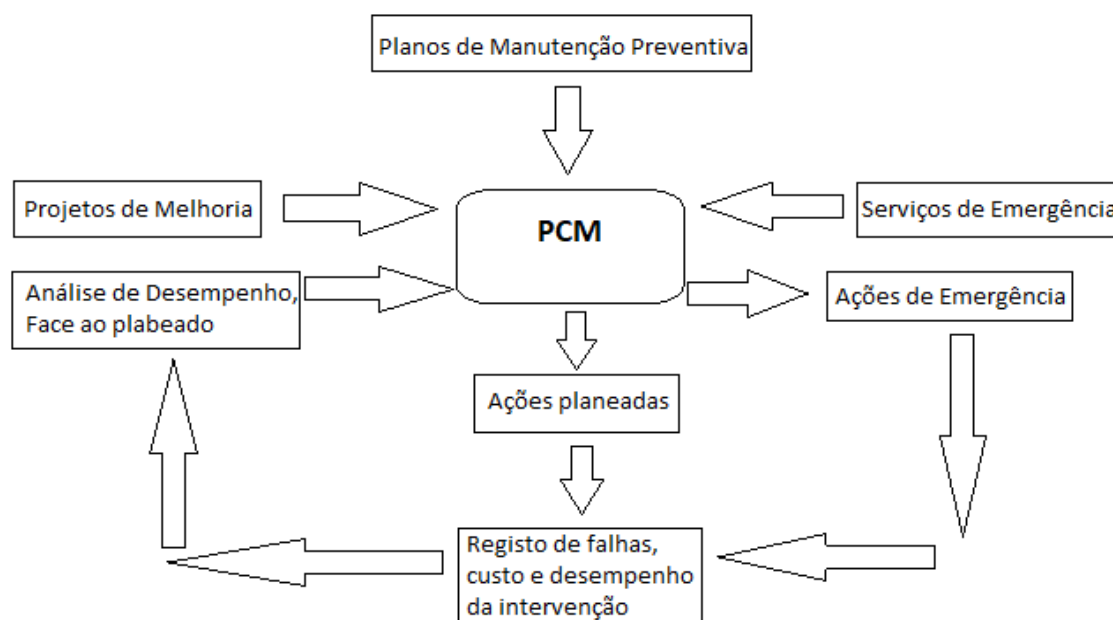 Planos de Manutenção Preventiva
Projetos de Melhoria
PCM
Serviços de Emergência
Análise de Desempenho,
Face ao plabeado
Ações de Emergência
Ações planeadas
Registo de falhas,
custo e desempenho
da intervenção